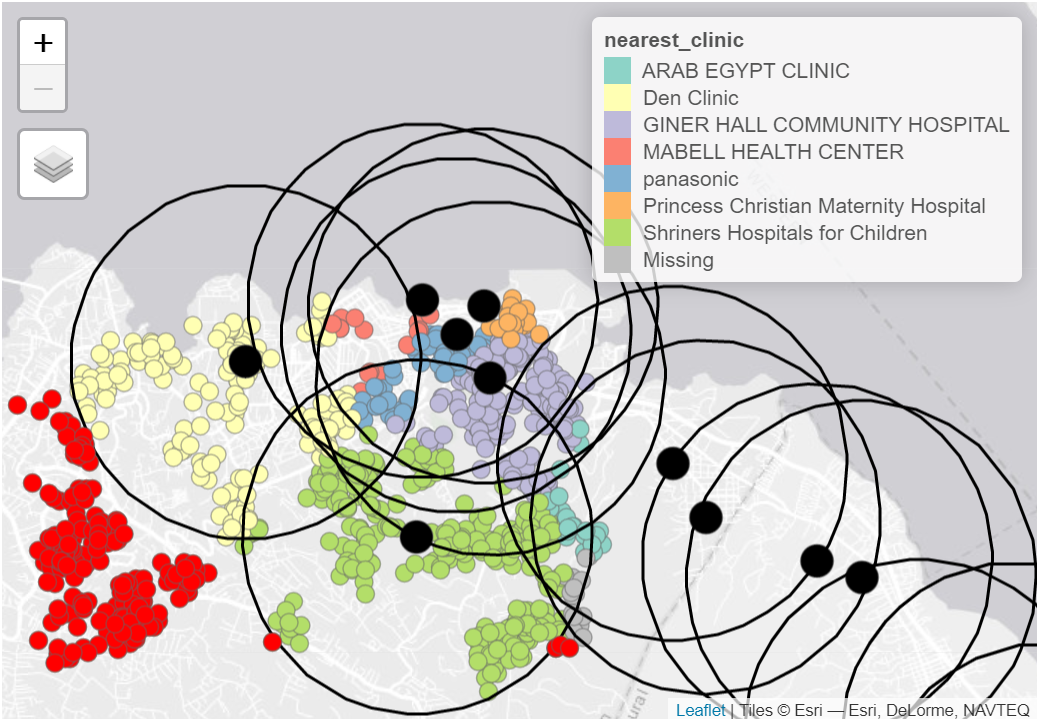 +
−
nearest_clinic
ARAB EGYPT CLINIC
Den Clinic
GINER HALL COMMUNITY HOSPITAL
MABELL HEALTH CENTER
panasonic
Princess Christian Maternity Hospital
Shriners Hospitals for Children
Missing
ural
Leaflet | Tiles © Esri — Esri, DeLorme, NAVTEQ